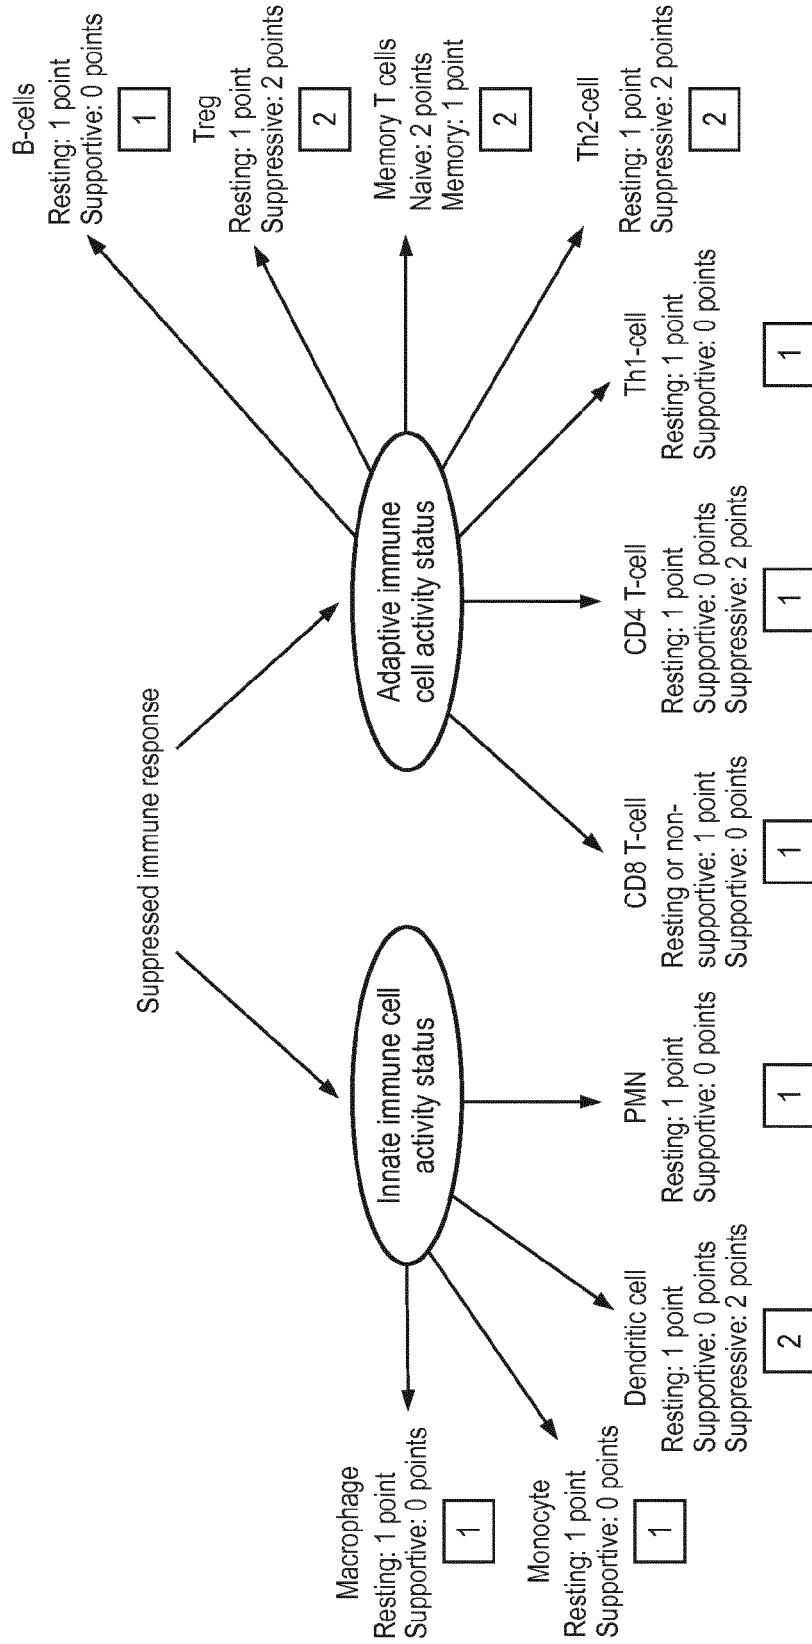 Suppressed immune response
Innate immune cell
activity status
Adaptive immune
cell activity status
Macrophage
Resting: 1 point
Supportive: 0 points
1
Monocyte
Resting: 1 point
Supportive: 0 points
1
Dendritic cell
Resting: 1 point
Supportive: 0 points
Suppressive: 2 points
2
PMN
Resting: 1 point
Supportive: 0 points
1
CD8 T-cell
Resting or non-
supportive: 1 point
Supportive: 0 points
1
CD4 T-cell
Resting: 1 point
Supportive: 0 points
Suppressive: 2 points
1
Th1-cell
Resting: 1 point
Supportive: 0 points
1
Th2-cell
Resting: 1 point
Suppressive: 2 points
2
Memory T cells
Naive: 2 points
Memory: 1 point
2
Treg
Resting: 1 point
Suppressive: 2 points
2
B-cells
Resting: 1 point
Supportive: 0 points
1